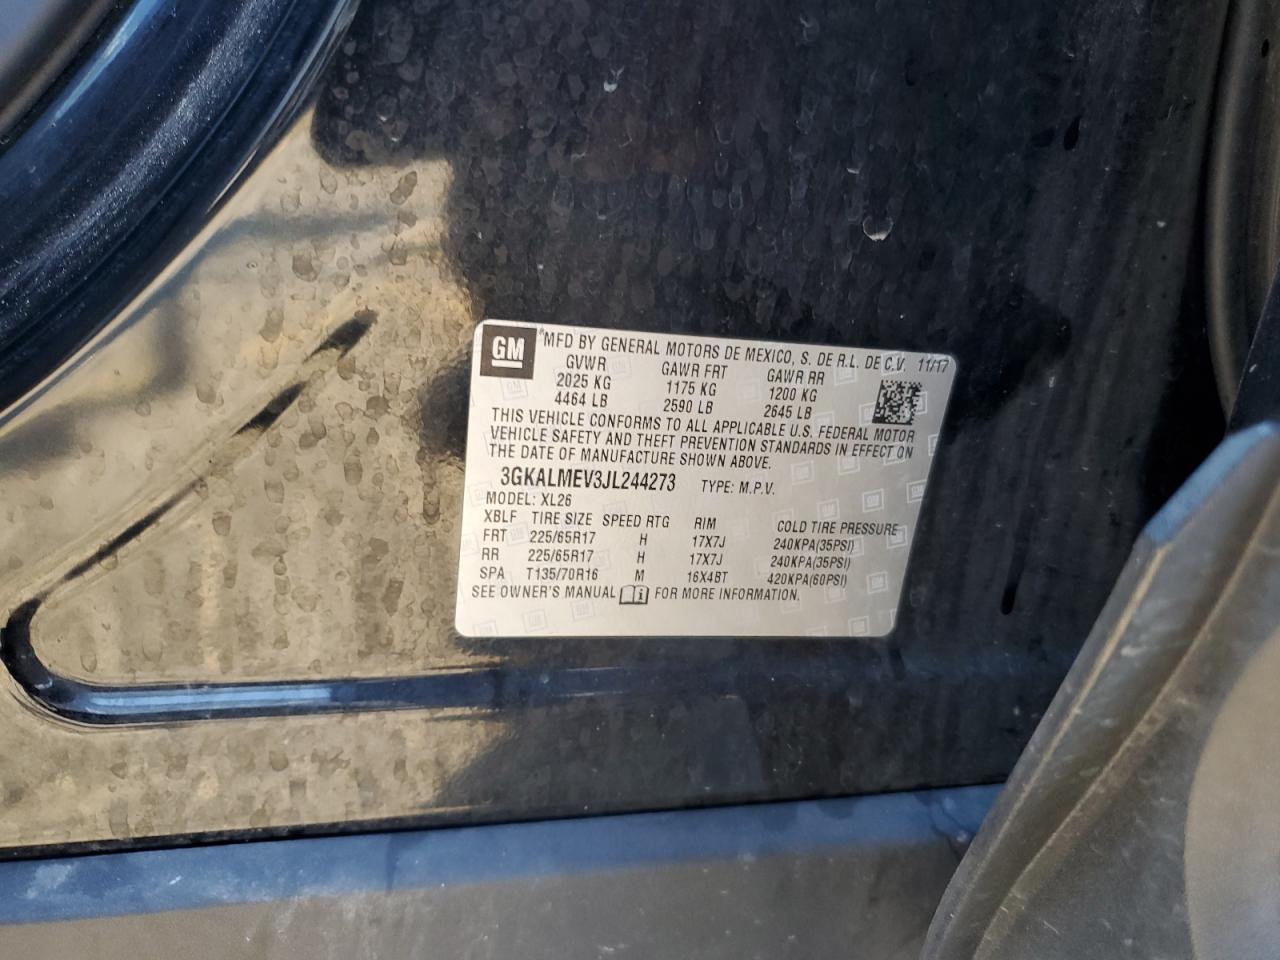 GM
*MFD BY GENERAL MOTORS DE MEXICO, S. DE R.L. DE C.V. 11/17
GVWR GAWR FRT GAWR RR
2025 KG 1175 KG 1200 KG
4464 LB 2590 LB 2645 LB
THIS VEHICLE CONFORMS TO ALL APPLICABLE U.S. FEDERAL MOTOR
VEHICLE SAFETY AND THEFT PREVENTION STANDARDS IN EFFECT ON
THE DATE OF MANUFACTURE SHOWN ABOVE.
3GKALMEV3JL244273 TYPE: M.P.V.
MODEL: XL26
XBLF TIRE SIZE SPEED RTG RIM COLD TIRE PRESSURE
FRT 225/65R17 H 17X7J 240KPA(35PSI)
RR 225/65R17 H 17X7J 240KPA(35PSI)
SPA T135/70R16 M 16X4BT 420KPA(60PSI)
SEE OWNER'S MANUAL FOR MORE INFORMATION.